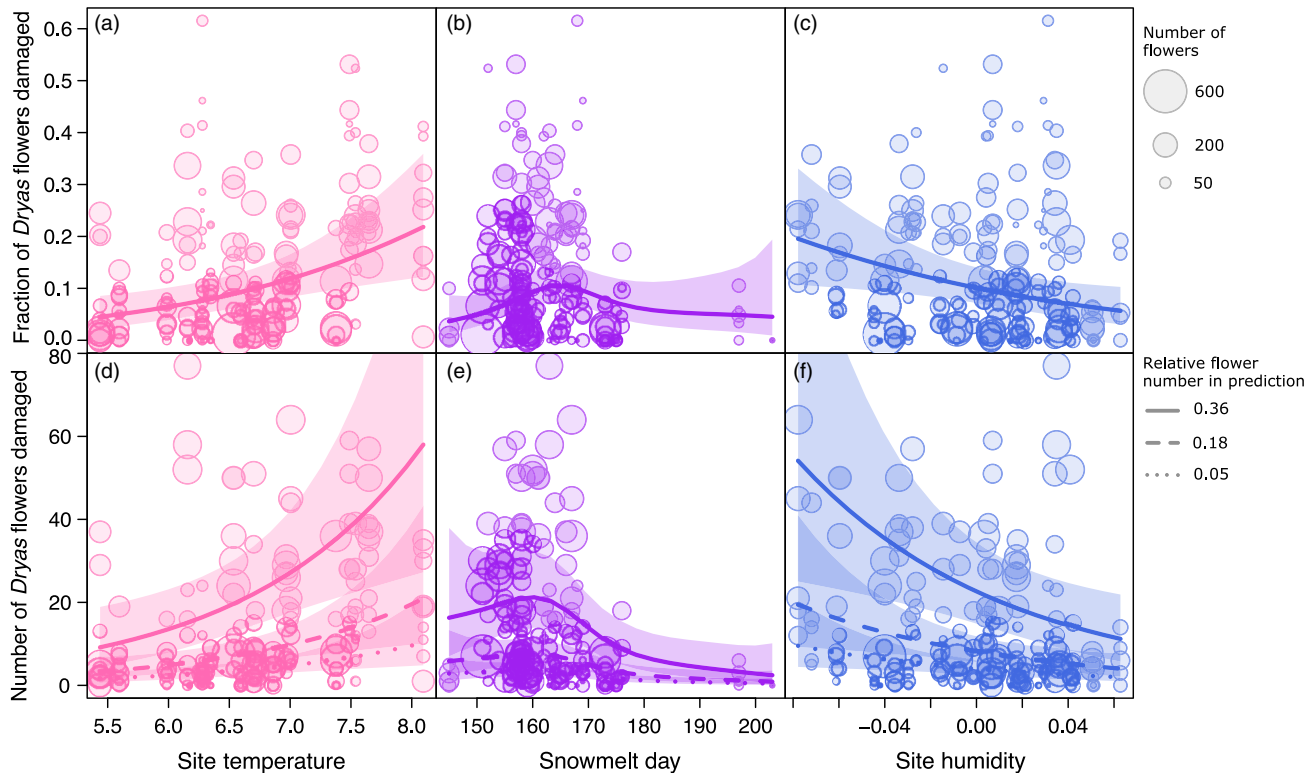 (a)
(b)
(c)
Fraction of Dryas flowers damaged
0.6
0.5
0.4
0.3
0.2
0.1
0.0
Number of
flowers
600
200
50
(d)
(e)
(f)
Number of Dryas flowers damaged
80
60
40
20
0
Relative flower
number in prediction
0.36
0.18
0.05
5.5 6.0 6.5 7.0 7.5 8.0
150 160 170 180 190 200
−0.04 0.00 0.04
Site temperature
Snowmelt day
Site humidity